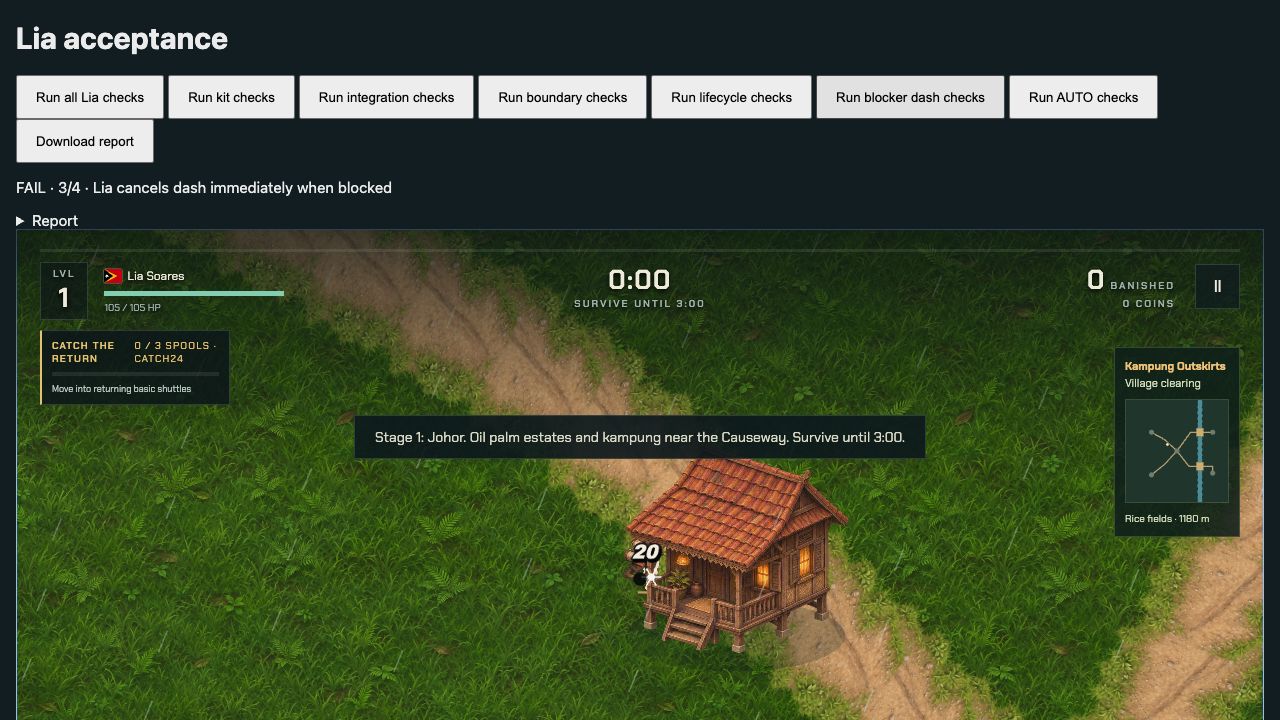 Lia acceptance
Run all Lia checks
Run kit checks
Run integration checks
Run boundary checks
Run lifecycle checks
Run blocker dash checks
Run AUTO checks
Download report
FAIL · 3/4 · Lia cancels dash immediately when blocked
Report
LVL
1
Lia Soares
105 / 105 HP
0:00
SURVIVE UNTIL 3:00
0 BANISHED
0 COINS
CATCH THE RETURN
0 / 3 SPOOLS · CATCH24
Move into returning basic shuttles
Kampung Outskirts
Village clearing
Rice fields · 1180 m
Stage 1: Johor. Oil palm estates and kampung near the Causeway. Survive until 3:00.
20